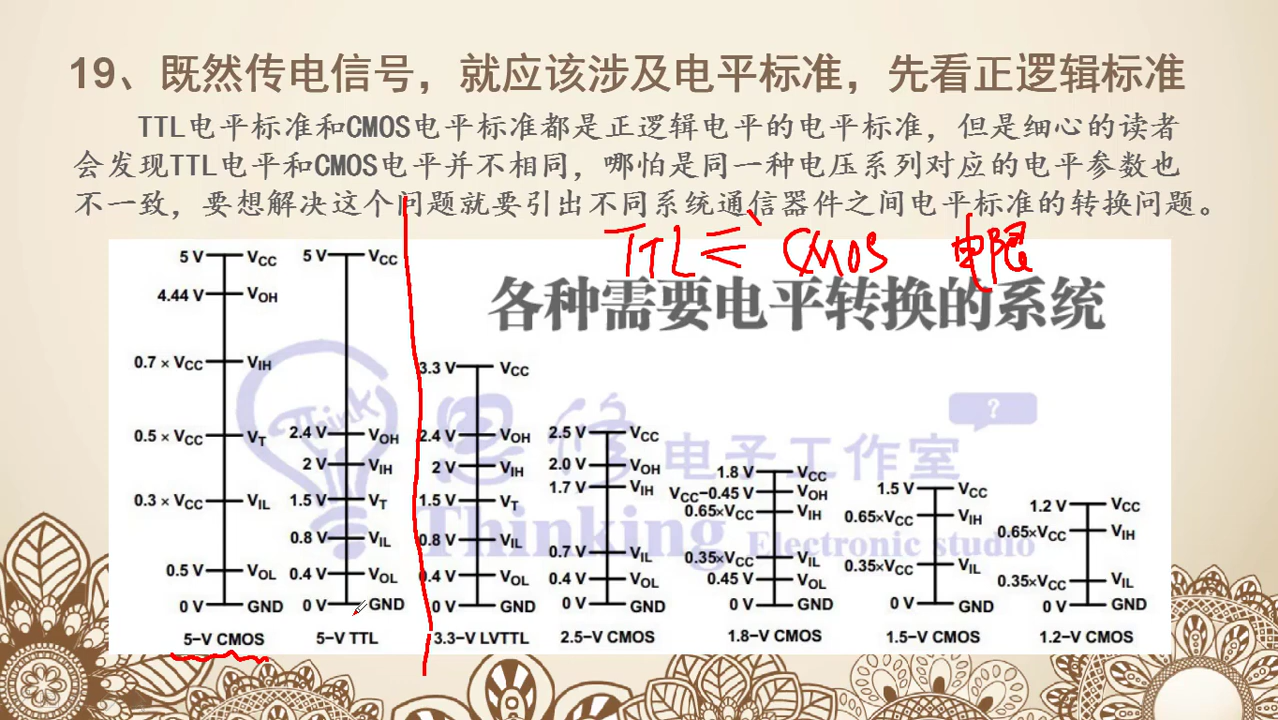 19、既然传电信号，就应该涉及电平标准，先看正逻辑标准
TTL电平标准和CMOS电平标准都是正逻辑电平的电平标准，但是细心的读者
会发现TTL电平和CMOS电平并不相同，哪怕是同一种电压系列对应的电平参数也
不一致，要想解决这个问题就要引出不同系统通信器件之间电平标准的转换问题。
TTL CMOS 电限
各种需要电平转换的系统
5 V VCC
4.44 V VOH
0.7 × VCC VIH
0.5 × VCC VT
0.3 × VCC VIL
0.5 V VOL
0 V GND
5-V CMOS
5 V VCC
2.4 V VOH
2 V VIH
1.5 V VT
0.8 V VIL
0.4 V VOL
0 V GND
5-V TTL
3.3 V VCC
2.4 V VOH
2 V VIH
1.5 V VT
0.8 V VIL
0.4 V VOL
0 V GND
3.3-V LVTTL
2.5 V VCC
2.0 V VOH
1.7 V VIH
0.7 V VIL
0.4 V VOL
0 V GND
2.5-V CMOS
1.8 V VCC
VCC-0.45 V VOH
0.65×VCC VIH
0.35×VCC VIL
0.45 V VOL
0 V GND
1.8-V CMOS
1.5 V VCC
0.65×VCC VIH
0.35×VCC VIL
0 V GND
1.5-V CMOS
1.2 V VCC
0.65×VCC VIH
0.35×VCC VIL
0 V GND
1.2-V CMOS
Think
思修电子工作室
?
Thinking Electronic studio